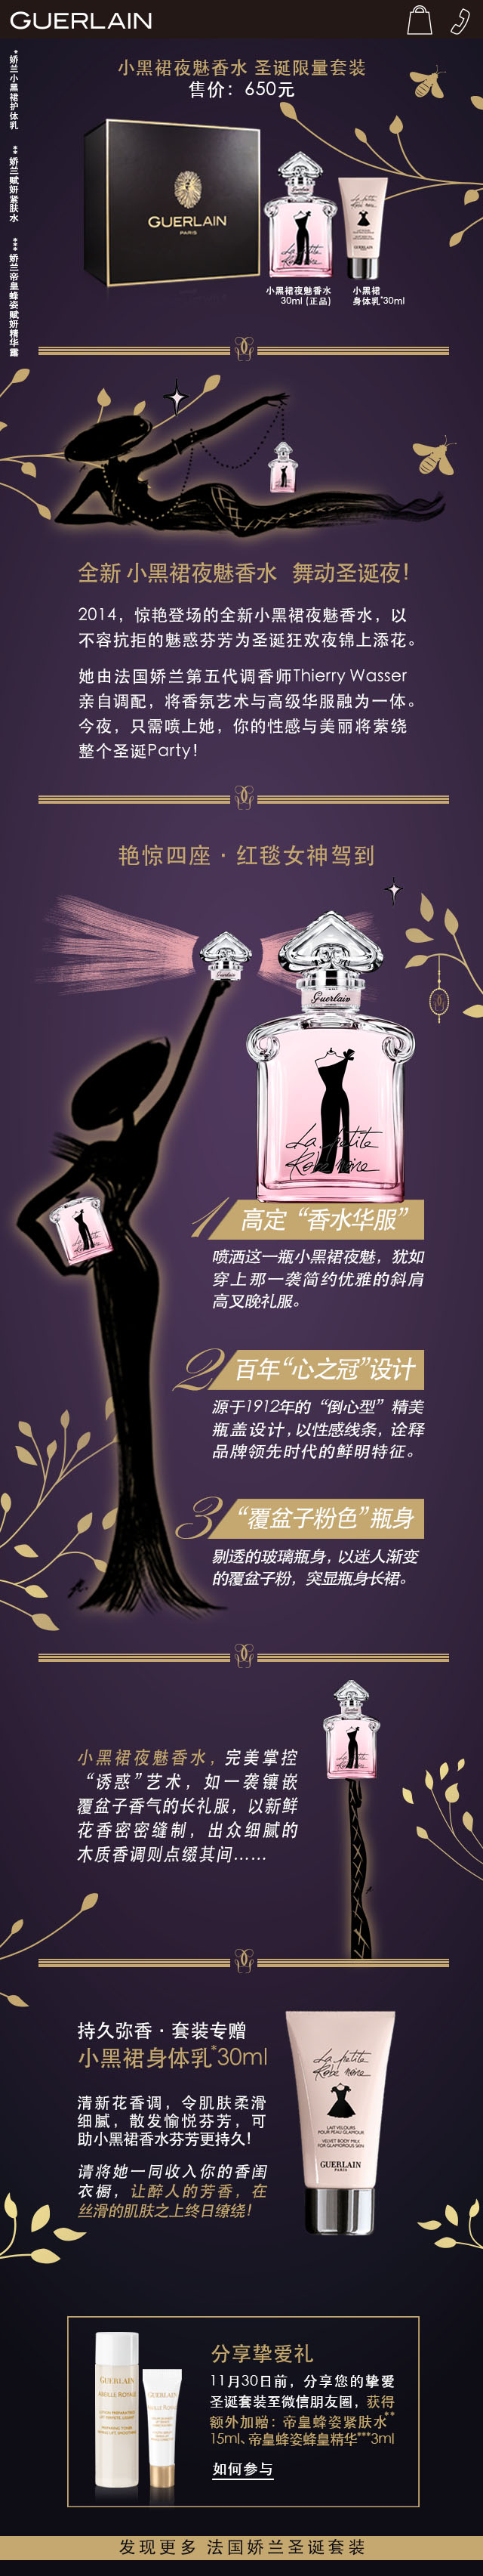 GUERLAIN
*娇兰小黑裙护体乳
**娇兰赋妍紧肤水
***娇兰帝皇蜂姿赋妍精华露
小黑裙夜魅香水 圣诞限量套装
售价：650元
GUERLAIN
PARIS
小黑裙夜魅香水
30ml (正品)
小黑裙
身体乳*30ml
全新 小黑裙夜魅香水 舞动圣诞夜！
2014，惊艳登场的全新小黑裙夜魅香水，以
不容抗拒的魅惑芬芳为圣诞狂欢夜锦上添花。
她由法国娇兰第五代调香师Thierry Wasser
亲自调配，将香氛艺术与高级华服融为一体。
今夜，只需喷上她，你的性感与美丽将萦绕
整个圣诞Party！
艳惊四座·红毯女神驾到
Guerlain
La petite
Robe noire
1 高定“香水华服”
喷洒这一瓶小黑裙夜魅，犹如
穿上那一袭简约优雅的斜肩
高叉晚礼服。
2 百年“心之冠”设计
源于1912年的“倒心型”精美
瓶盖设计，以性感线条，诠释
品牌领先时代的鲜明特征。
3 “覆盆子粉色”瓶身
剔透的玻璃瓶身，以迷人渐变
的覆盆子粉，突显瓶身长裙。
小黑裙夜魅香水，完美掌控
“诱惑”艺术，如一袭镶嵌
覆盆子香气的长礼服，以新鲜
花香密密缝制，出众细腻的
木质香调则点缀其间……
持久弥香·套装专赠
小黑裙身体乳*30ml
清新花香调，令肌肤柔滑
细腻，散发愉悦芬芳，可
助小黑裙香水芬芳更持久！
请将她一同收入你的香闺
衣橱，让醉人的芳香，在
丝滑的肌肤之上终日缭绕！
La petite
Robe noire
LAIT VELOURS
POUR PEAU GLAMOUR
VELVET BODY MILK
FOR GLAMOROUS SKIN
GUERLAIN
PARIS
GUERLAIN
ABEILLE ROYALE
GUERLAIN
分享挚爱礼
11月30日前，分享您的挚爱
圣诞套装至微信朋友圈，获得
额外加赠：帝皇蜂姿紧肤水**
15ml、帝皇蜂姿蜂皇精华***3ml
如何参与
发现更多 法国娇兰圣诞套装